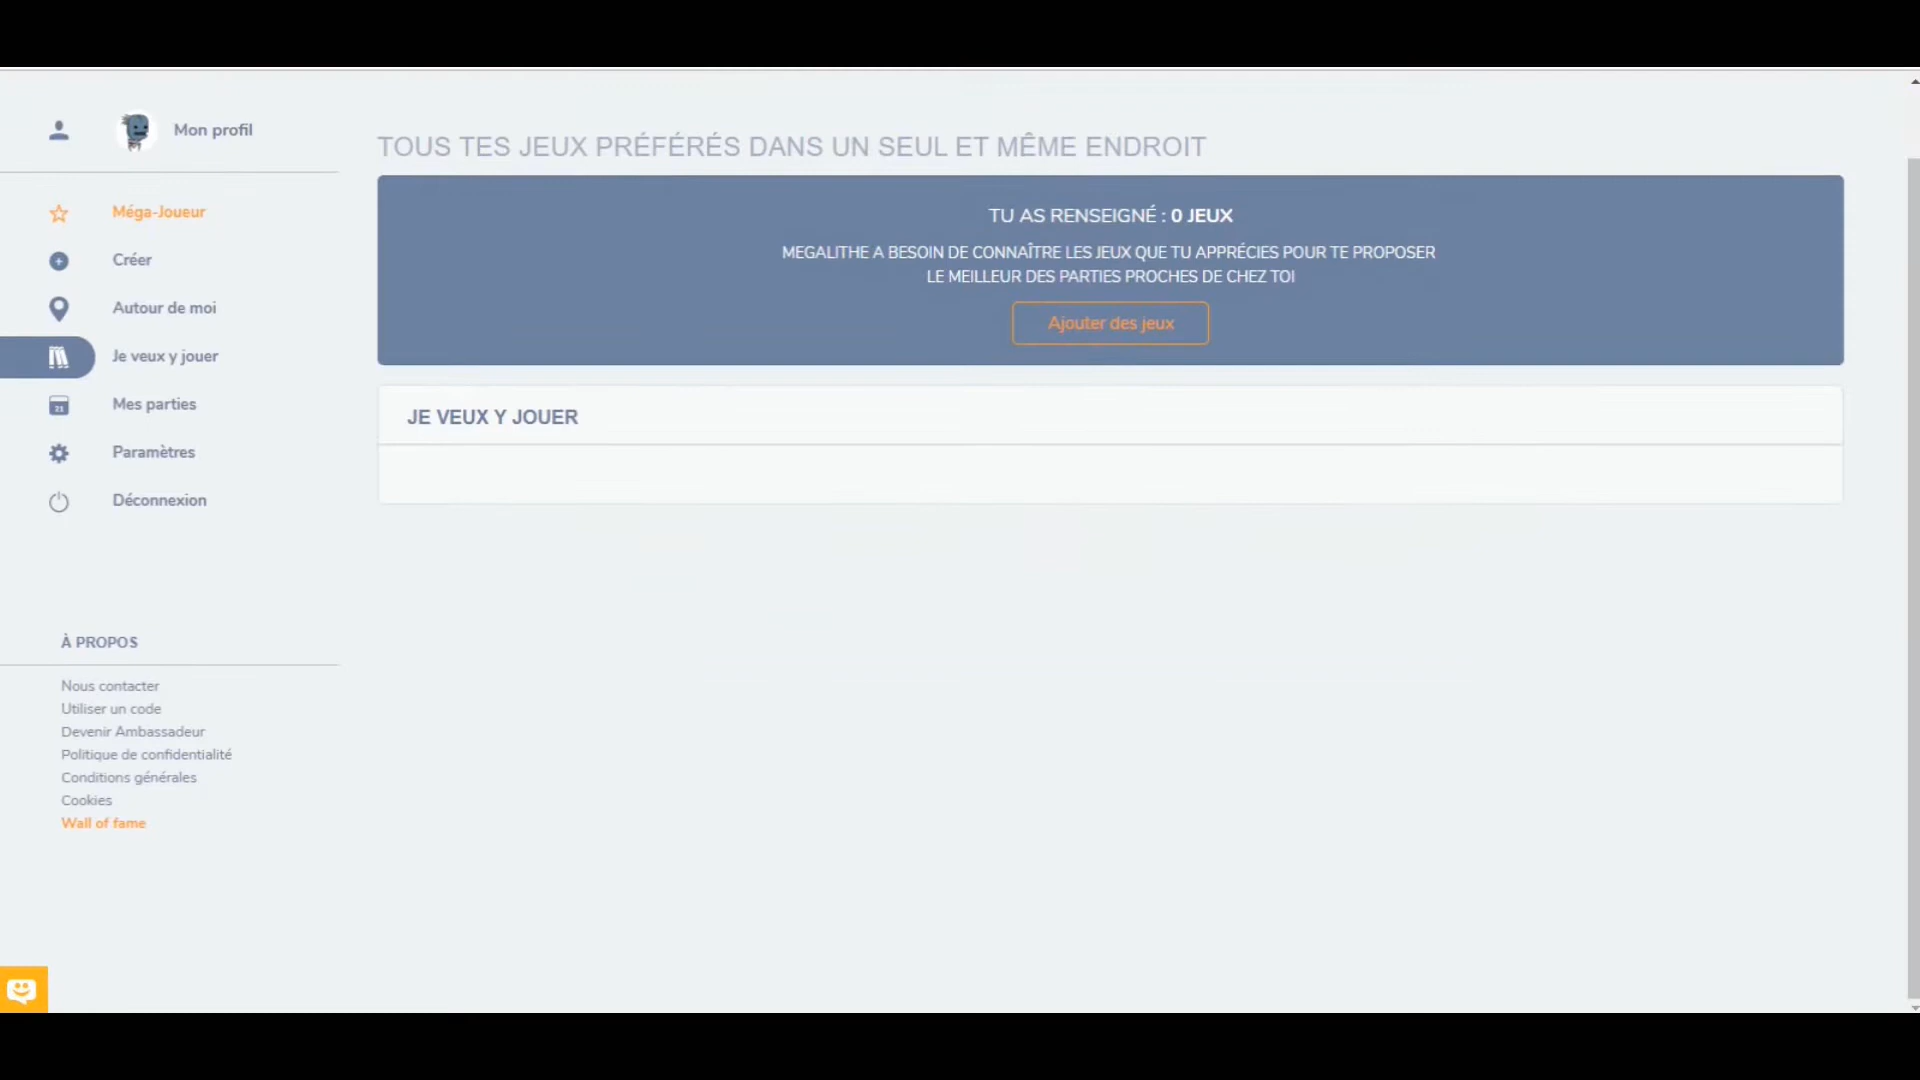 Mon profil
Méga-Joueur
Créer
Autour de moi
Je veux y jouer
21
Mes parties
Paramètres
Déconnexion
À PROPOS
Nous contacter
Utiliser un code
Devenir Ambassadeur
Politique de confidentialité
Conditions générales
Cookies
Wall of fame
TOUS TES JEUX PRÉFÉRÉS DANS UN SEUL ET MÊME ENDROIT
TU AS RENSEIGNÉ : 0 JEUX
MEGALITHE A BESOIN DE CONNAÎTRE LES JEUX QUE TU APPRÉCIES POUR TE PROPOSER
LE MEILLEUR DES PARTIES PROCHES DE CHEZ TOI
Ajouter des jeux
JE VEUX Y JOUER